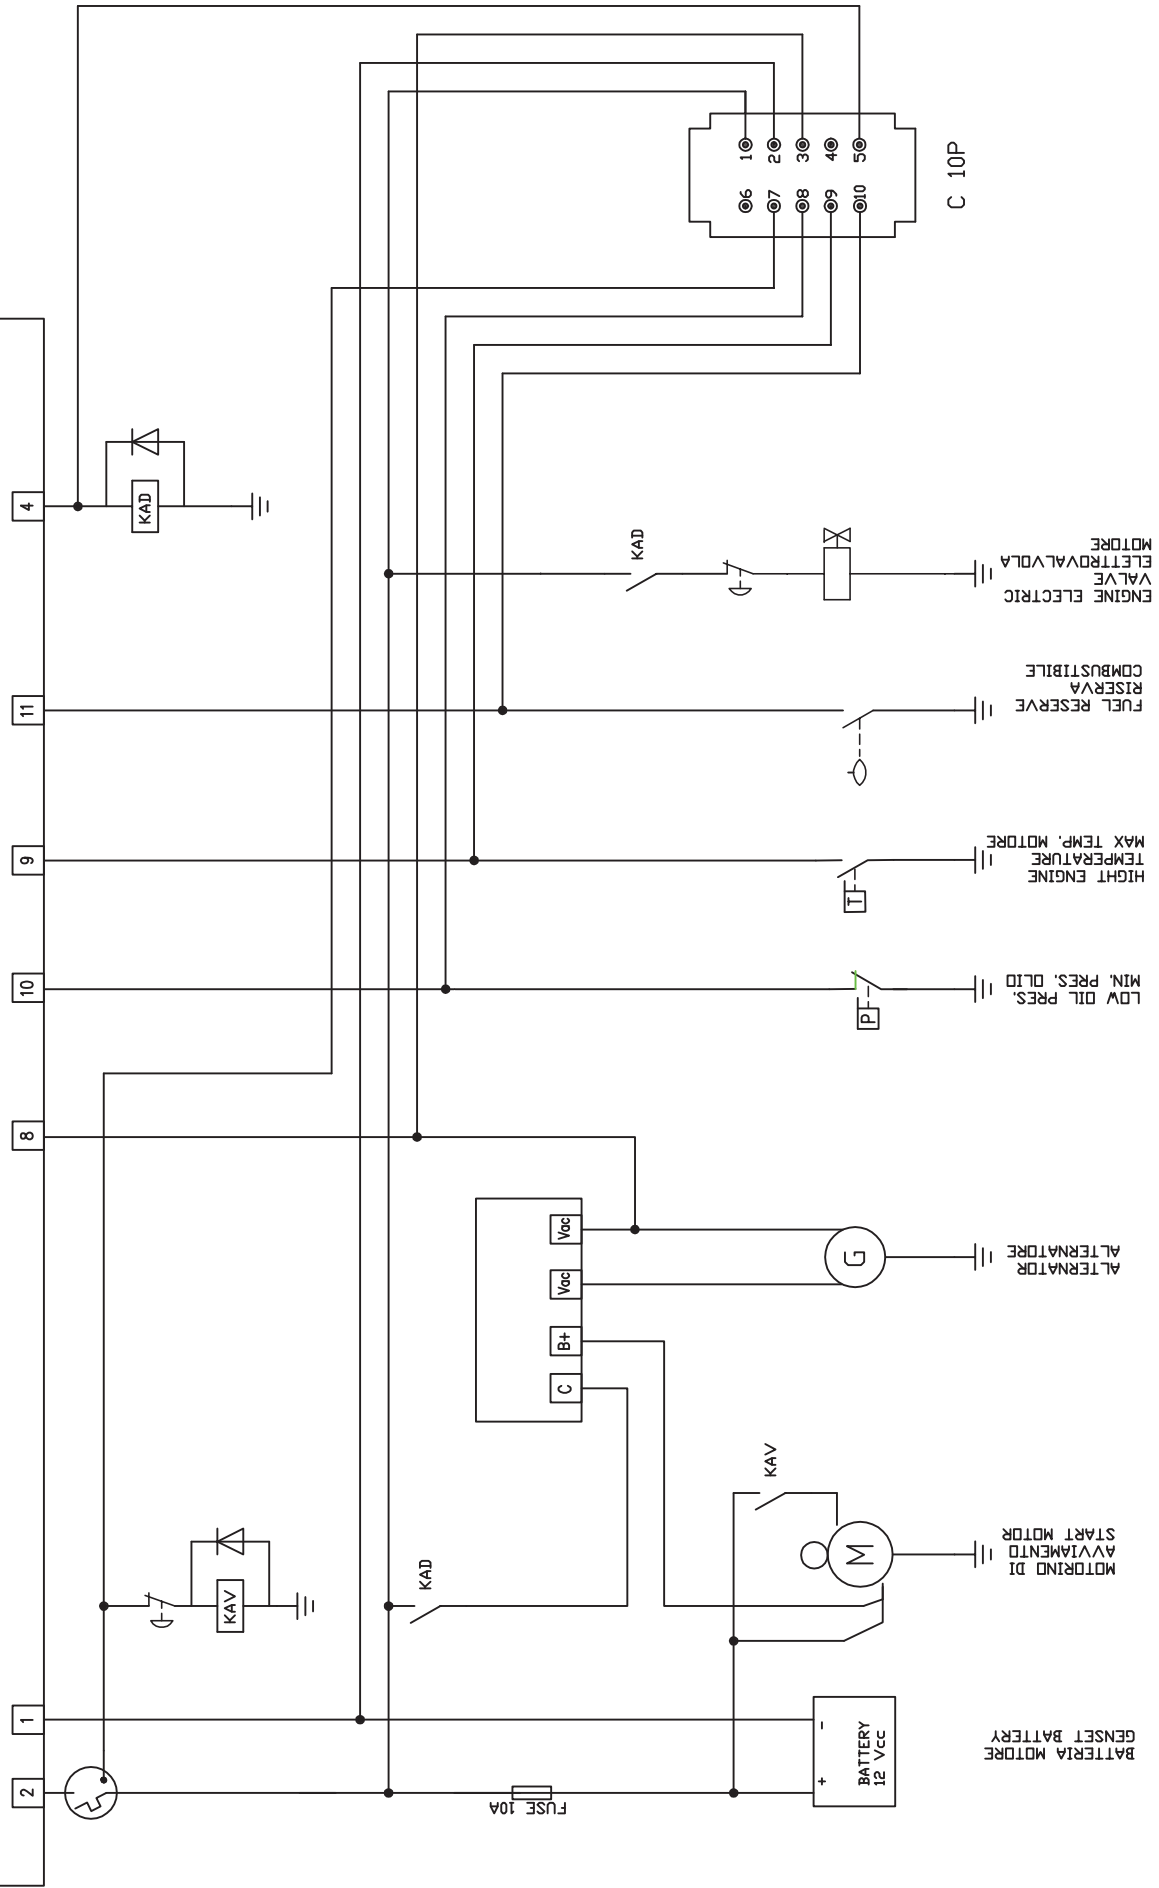 1
2
3
4
5
6
7
8
9
10
C 10P
4
KAD
KAD
ENGINE ELECTRIC
VALVE
ELETTROVALVOLA
MOTORE
11
FUEL RESERVE
RISERVA
COMBUSTIBILE
9
T
HIGHT ENGINE
TEMPERATURE
MAX TEMP. MOTORE
10
P
LOW OIL PRES.
MIN. PRES. OLIO
8
Vac
Vac
B+
C
G
ALTERNATOR
ALTERNATORE
KAV
KAD
KAV
M
MOTORINO DI
AVVIAMENTO
START MOTOR
1
2
FUSE 10A
- +
BATTERY
12 Vcc
BATTERIA MOTORE
GENSET BATTERY